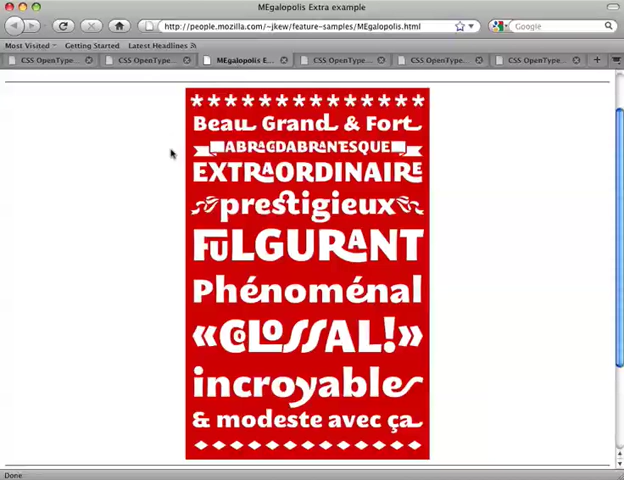 MEgalopolis Extra example
http://people.mozilla.com/~jkew/feature-samples/MEgalopolis.html
Google
Most Visited
Getting Started
Latest Headlines
CSS OpenType...
CSS OpenType...
MEgalopolis E...
CSS OpenType...
CSS OpenType...
CSS OpenType...
*************
Beau Grand & Fort
ABRACDABRANTESQUE
EXTRAORDINAIRE
prestigieux
FuLGURANT
Phénoménal
«COLOSSAL!»
incroyable
& modeste avec ça
Done